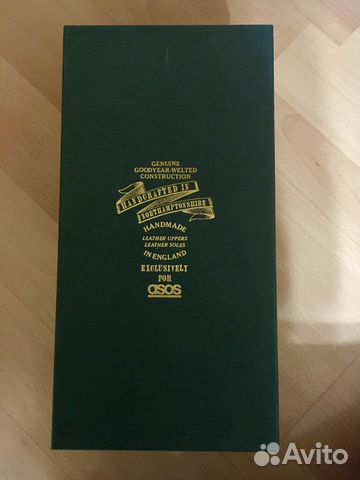 GENUINE
GOODYEAR-WELTED
CONSTRUCTION
HANDCRAFTED IN
NORTHAMPTONSHIRE
HANDMADE
LEATHER UPPERS
LEATHER SOLES
IN ENGLAND
EXCLUSIVELY
FOR
asos
Avito